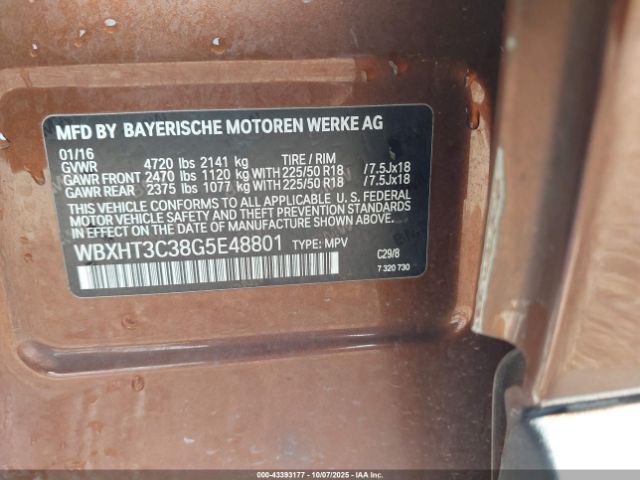 MFD BY BAYERISCHE MOTOREN WERKE AG
01/16
GVWR 4720 lbs 2141 kg TIRE / RIM
GAWR FRONT 2470 lbs 1120 kg WITH 225/50 R18 /7.5Jx18
GAWR REAR 2375 lbs 1077 kg WITH 225/50 R18 /7.5Jx18
THIS VEHICLE CONFORMS TO ALL APPLICABLE U. S. FEDERAL
MOTOR VEHICLE SAFETY AND THEFT PREVENTION STANDARDS
IN EFFECT ON THE DATE OF MANUFACTURE SHOWN ABOVE.
WBXHT3C38G5E48801 TYPE: MPV
C29/8
7 320 730
000-43393177 - 10/07/2025 - IAA Inc.